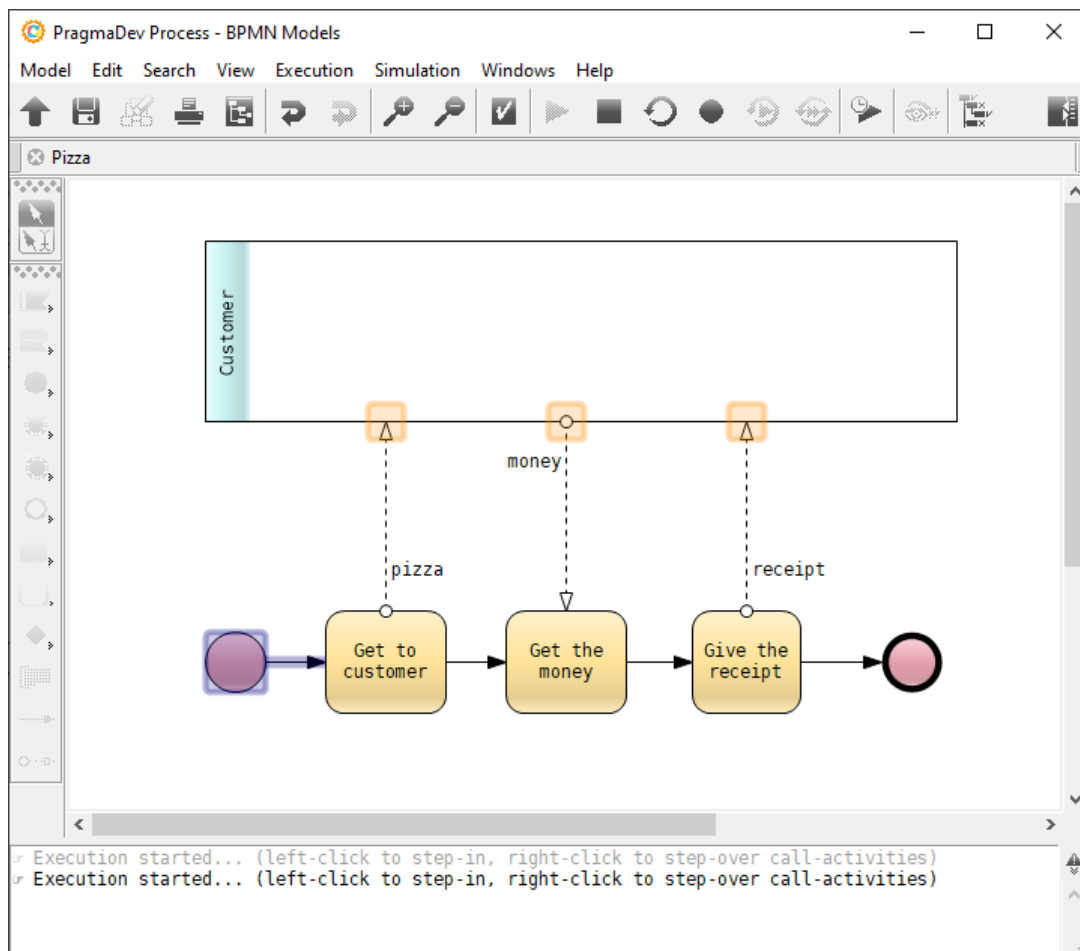 PragmaDev Process - BPMN Models
Model Edit Search View Execution Simulation Windows Help
Pizza
Customer
money
pizza
receipt
Get to
customer
Get the
money
Give the
receipt
Execution started... (left-click to step-in, right-click to step-over call-activities)
Execution started... (left-click to step-in, right-click to step-over call-activities)